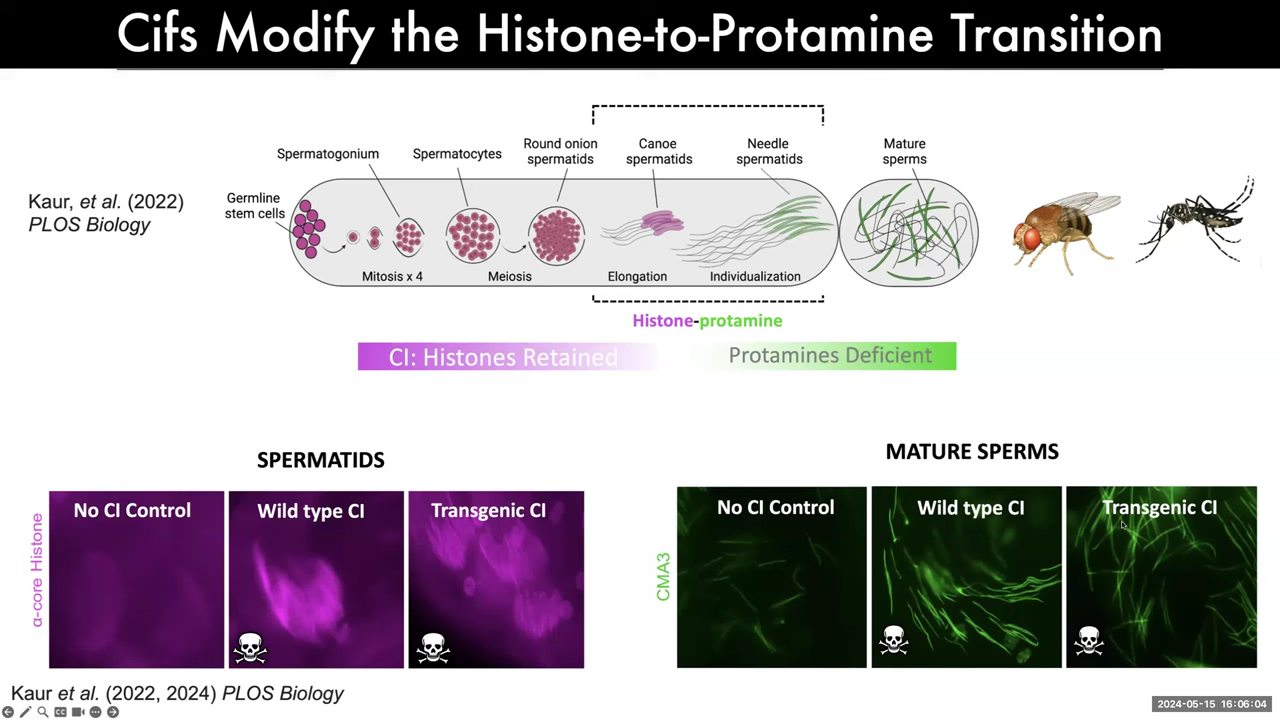 Cifs Modify the Histone-to-Protamine Transition
Kaur, et al. (2022)
PLOS Biology
Germline
stem cells
Spermatogonium
Spermatocytes
Round onion
spermatids
Canoe
spermatids
Needle
spermatids
Mature
sperms
Mitosis x 4
Meiosis
Elongation
Individualization
Histone-protamine
CI: Histones Retained
Protamines Deficient
SPERMATIDS
α-core Histone
No CI Control
Wild type CI
Transgenic CI
MATURE SPERMS
CMA3
No CI Control
Wild type CI
Transgenic CI
Kaur et al. (2022, 2024) PLOS Biology
2024-05-15 16:06:04